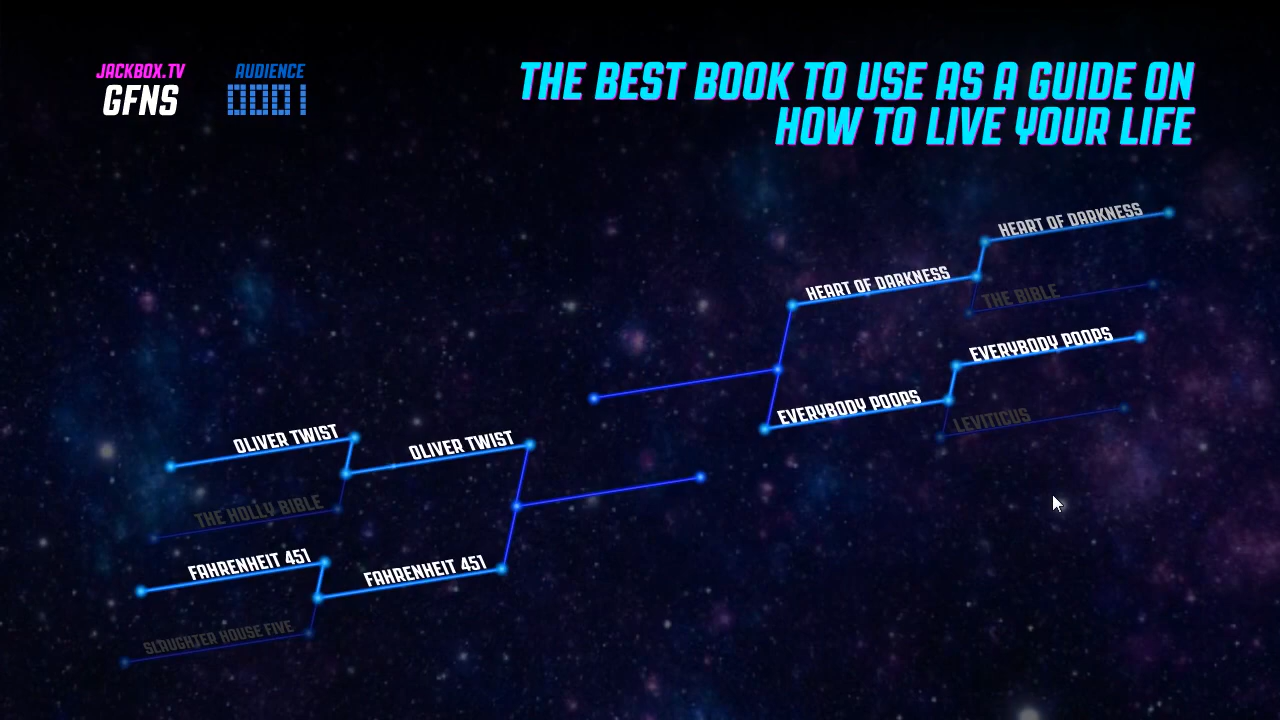 JACKBOX.TV
GFNS
AUDIENCE
0001
THE BEST BOOK TO USE AS A GUIDE ON
HOW TO LIVE YOUR LIFE
HEART OF DARKNESS
HEART OF DARKNESS
THE BIBLE
EVERYBODY POOPS
EVERYBODY POOPS
LEVITICUS
OLIVER TWIST
OLIVER TWIST
THE HOLLY BIBLE
FAHRENHEIT 451
FAHRENHEIT 451
SLAUGHTER HOUSE FIVE